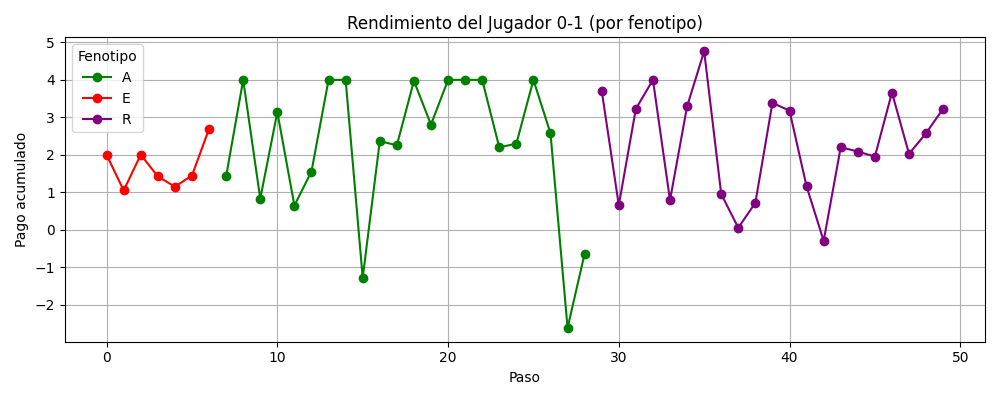 Rendimiento del Jugador 0-1 (por fenotipo)
Fenotipo
A
E
R
Pago acumulado
5
4
3
2
1
0
−1
−2
0 10 20 30 40 50
Paso